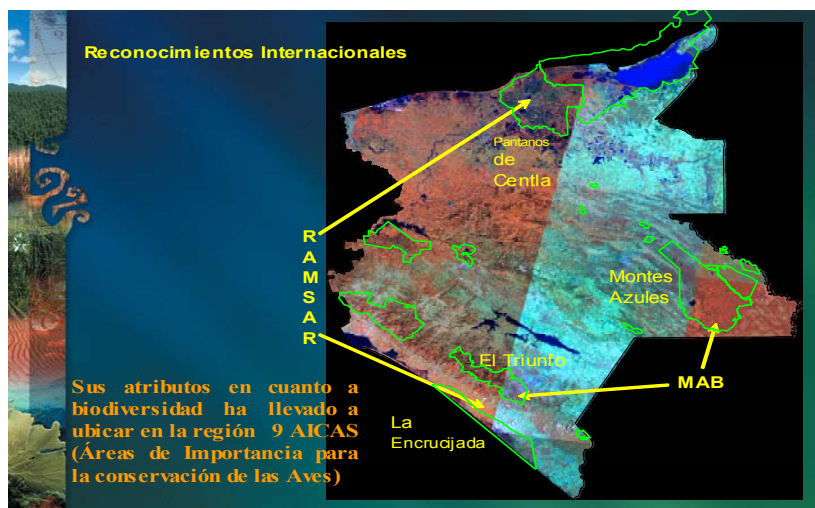 Reconocimientos Internacionales
Pantanos
de
Centla
R
A
M
S
A
R
Montes
Azules
El Triunfo
MAB
La
Encrucijada
Sus atributos en cuanto a
biodiversidad ha llevado a
ubicar en la región 9 AICAS
(Áreas de Importancia para
la conservación de las Aves)